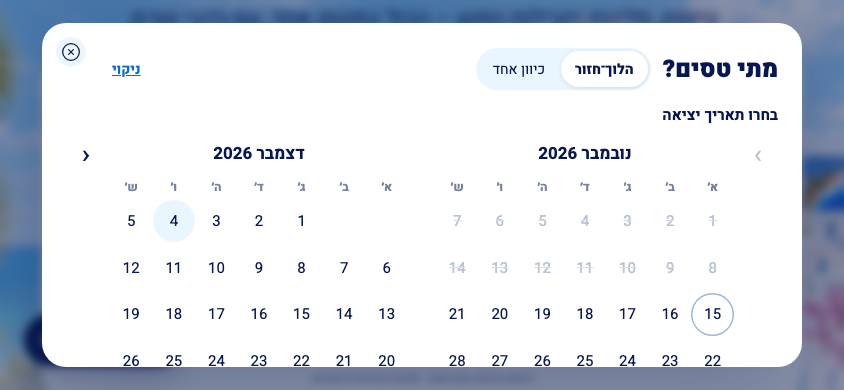 מתי טסים?
הלוך־חזור
כיוון אחד
ניקוי
בחרו תאריך יציאה
נובמבר 2026
א׳ ב׳ ג׳ ד׳ ה׳ ו׳ ש׳
1 2 3 4 5 6 7
8 9 10 11 12 13 14
15 16 17 18 19 20 21
22 23 24 25 26 27 28
דצמבר 2026
א׳ ב׳ ג׳ ד׳ ה׳ ו׳ ש׳
1 2 3 4 5
6 7 8 9 10 11 12
13 14 15 16 17 18 19
20 21 22 23 24 25 26